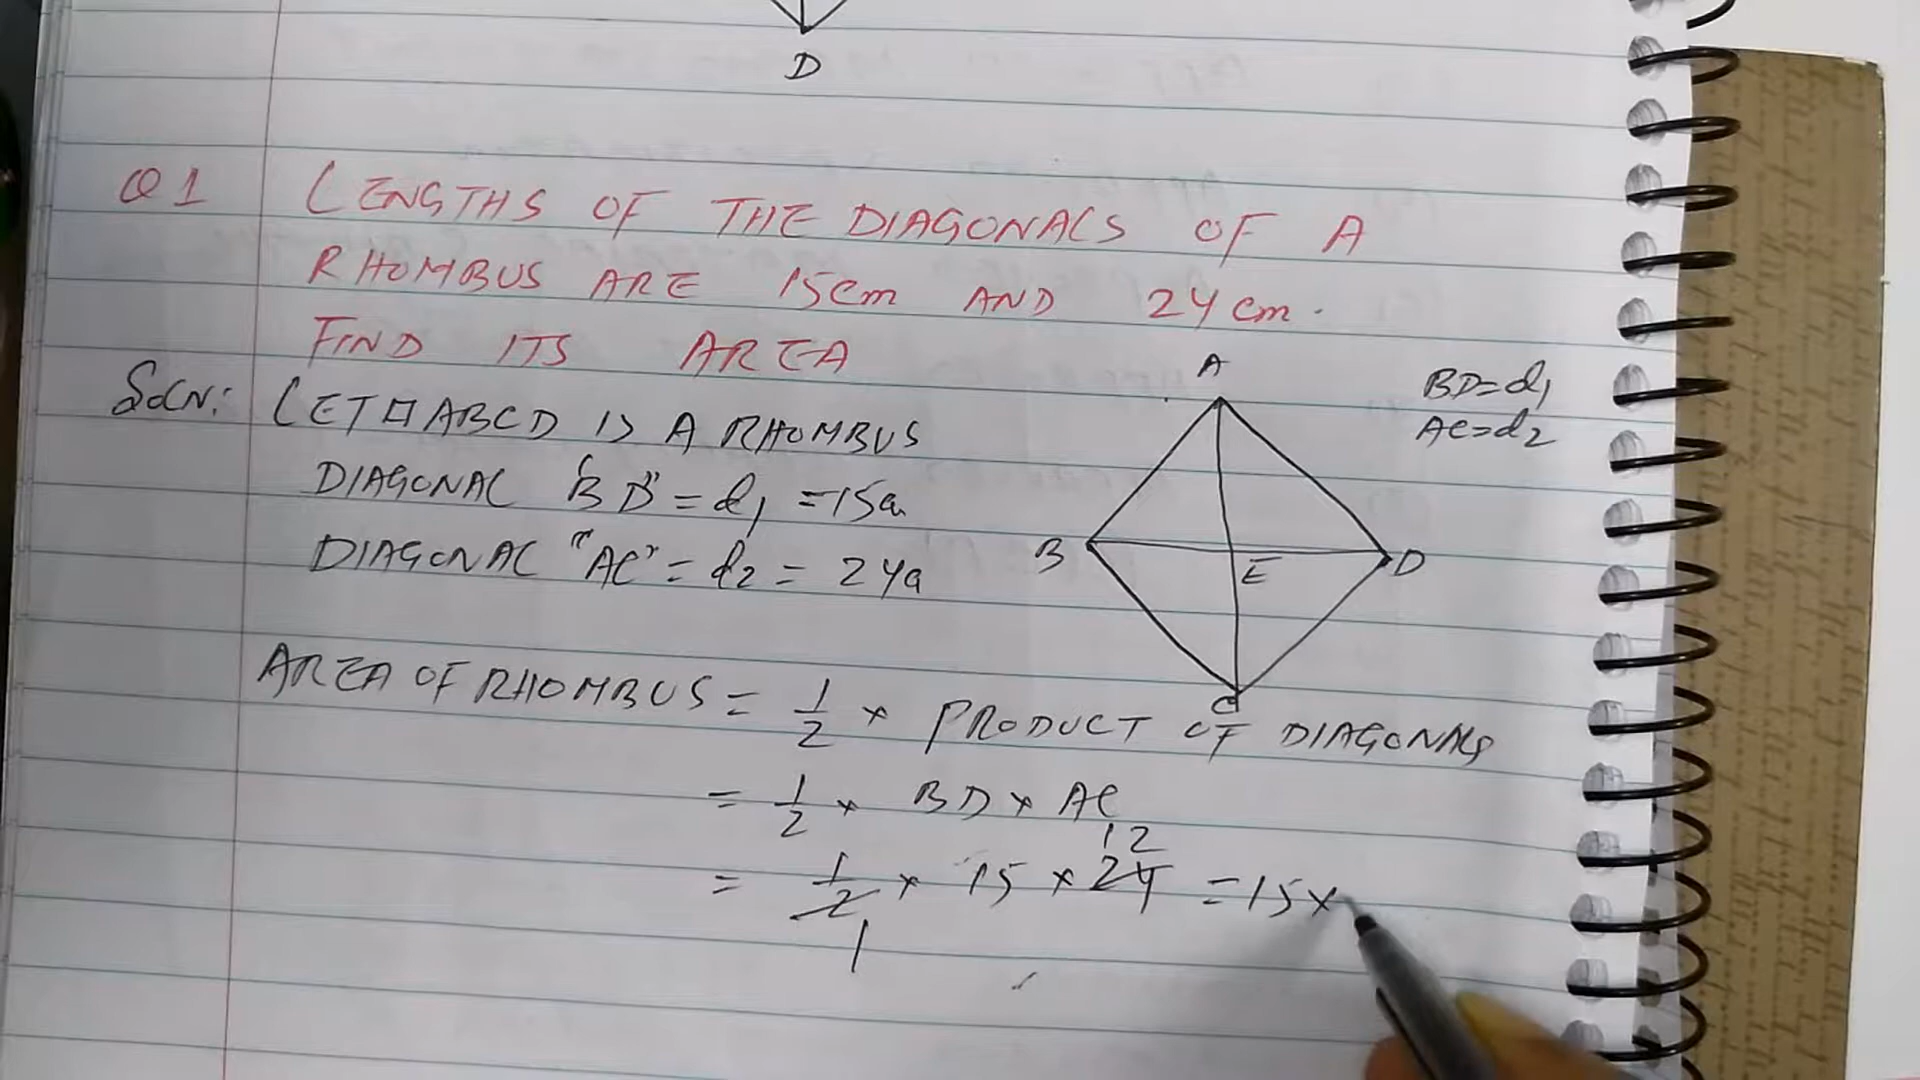 D
Q1 LENGTHS OF THE DIAGONALS OF A
RHOMBUS ARE 15cm AND 24cm.
FIND ITS AREA
SOLN: LET □ABCD IS A RHOMBUS
DIAGONAL "BD" = d1 = 15cm
DIAGONAL "AC" = d2 = 24cm
A
BD=d1
AC=d2
B
E
D
C
AREA OF RHOMBUS = 1/2 × PRODUCT OF DIAGONALS
= 1/2 × BD × AC
12
= 1/2 × 15 × 24 = 15×
1